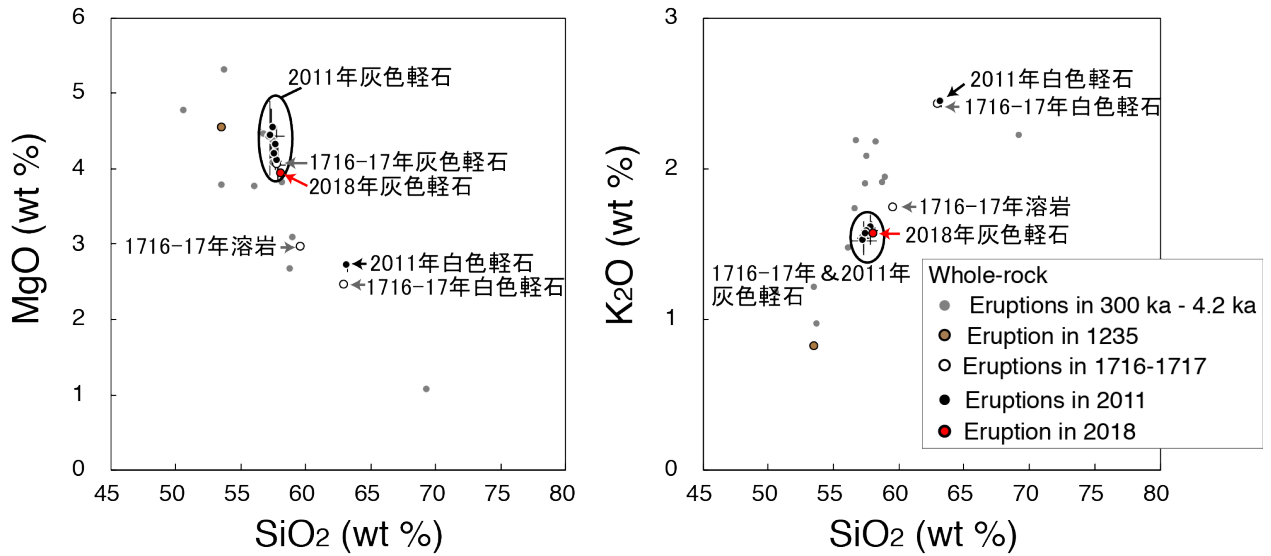 6
5
4
3
2
1
0
45
50
55
60
65
70
75
80
MgO (wt %)
SiO2 (wt %)
2011年灰色軽石
1716-17年灰色軽石
2018年灰色軽石
1716-17年溶岩
2011年白色軽石
1716-17年白色軽石
3
2
1
0
45
50
55
60
65
70
75
80
K2O (wt %)
SiO2 (wt %)
2011年白色軽石
1716-17年白色軽石
1716-17年溶岩
2018年灰色軽石
1716-17年&2011年
灰色軽石
Whole-rock
Eruptions in 300 ka - 4.2 ka
Eruption in 1235
Eruptions in 1716-1717
Eruptions in 2011
Eruption in 2018